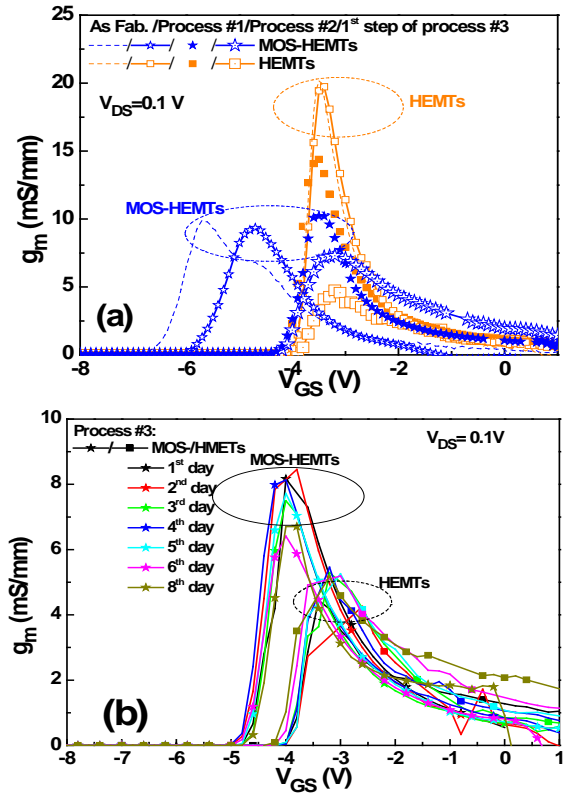 As Fab. /Process #1/Process #2/1st step of process #3
MOS-HEMTs
HEMTs
VDS=0.1 V
HEMTs
MOS-HEMTs
(a)
gm (mS/mm)
25
20
15
10
5
0
-8 -6 -4 -2 0
VGS (V)
Process #3:
MOS-/HMETs
VDS= 0.1V
1st day
2nd day
3rd day
4th day
5th day
6th day
8th day
MOS-HEMTs
HEMTs
(b)
gm (mS/mm)
10
8
6
4
2
0
-8 -7 -6 -5 -4 -3 -2 -1 0 1
VGS (V)